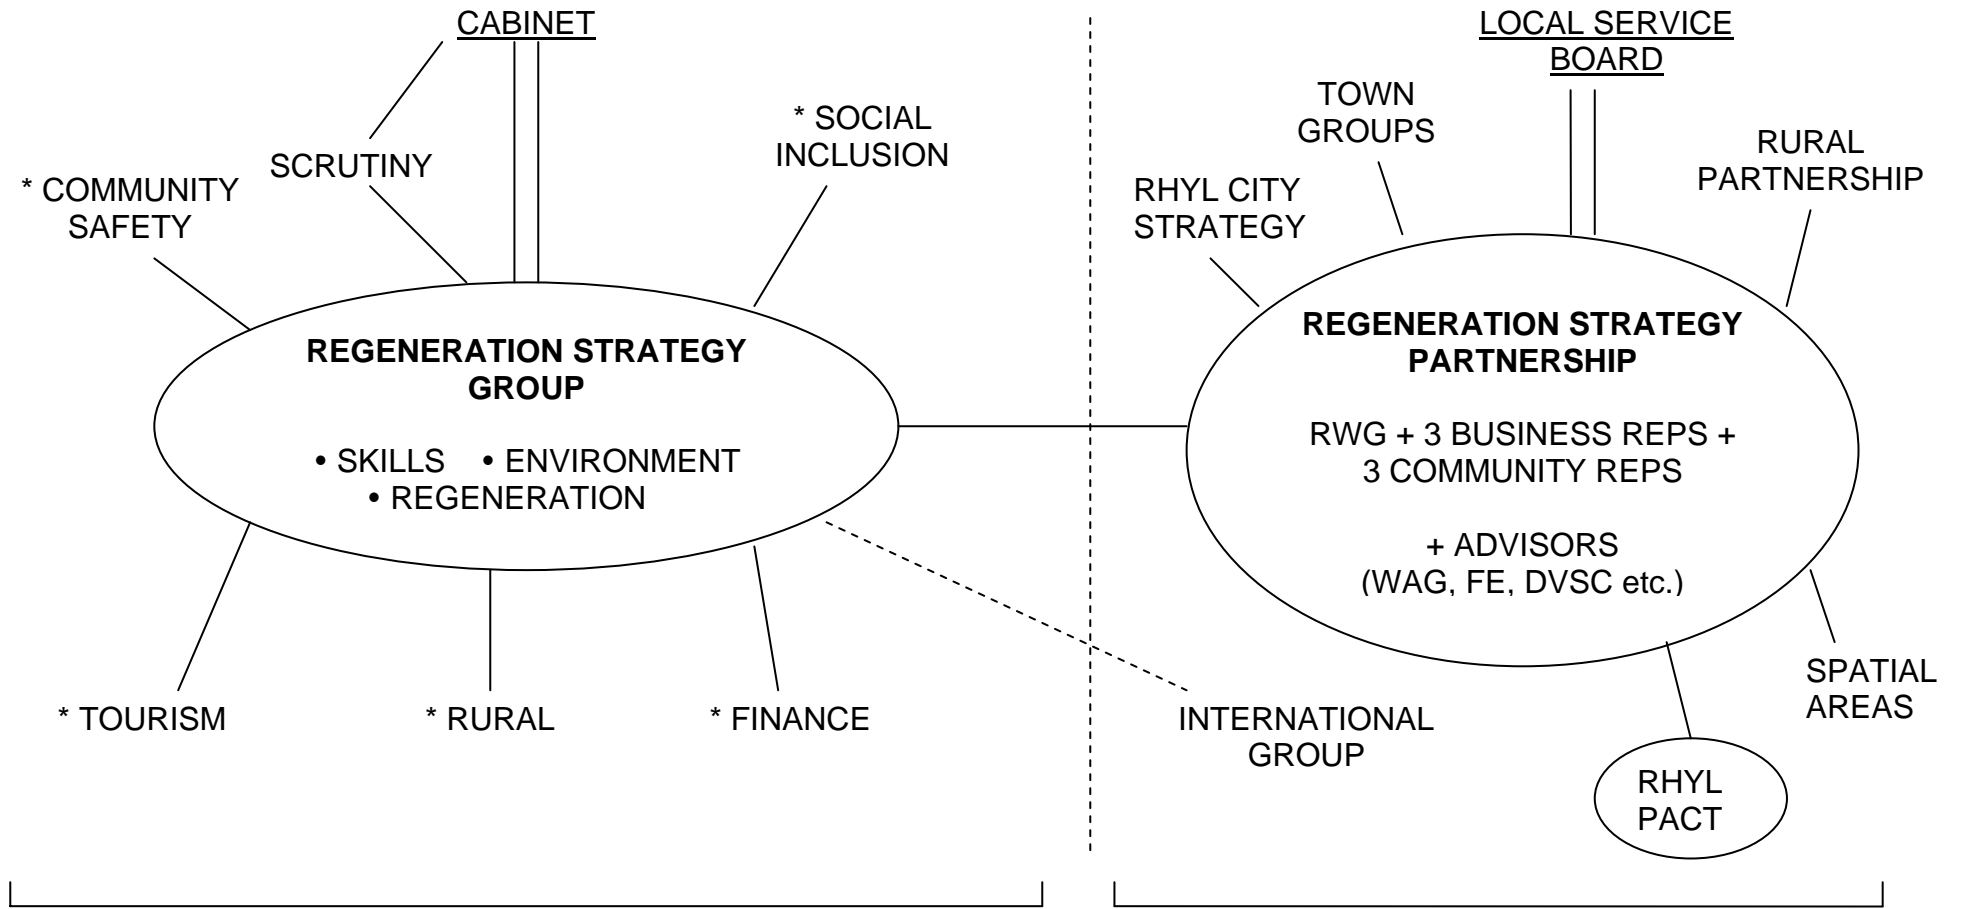 CABINET
SCRUTINY
* COMMUNITY
SAFETY
* SOCIAL
INCLUSION
REGENERATION STRATEGY
GROUP
• SKILLS • ENVIRONMENT
• REGENERATION
* TOURISM
* RURAL
* FINANCE
LOCAL SERVICE
BOARD
TOWN
GROUPS
RHYL CITY
STRATEGY
RURAL
PARTNERSHIP
REGENERATION STRATEGY
PARTNERSHIP
RWG + 3 BUSINESS REPS +
3 COMMUNITY REPS
+ ADVISORS
(WAG, FE, DVSC etc.)
INTERNATIONAL
GROUP
SPATIAL
AREAS
RHYL
PACT